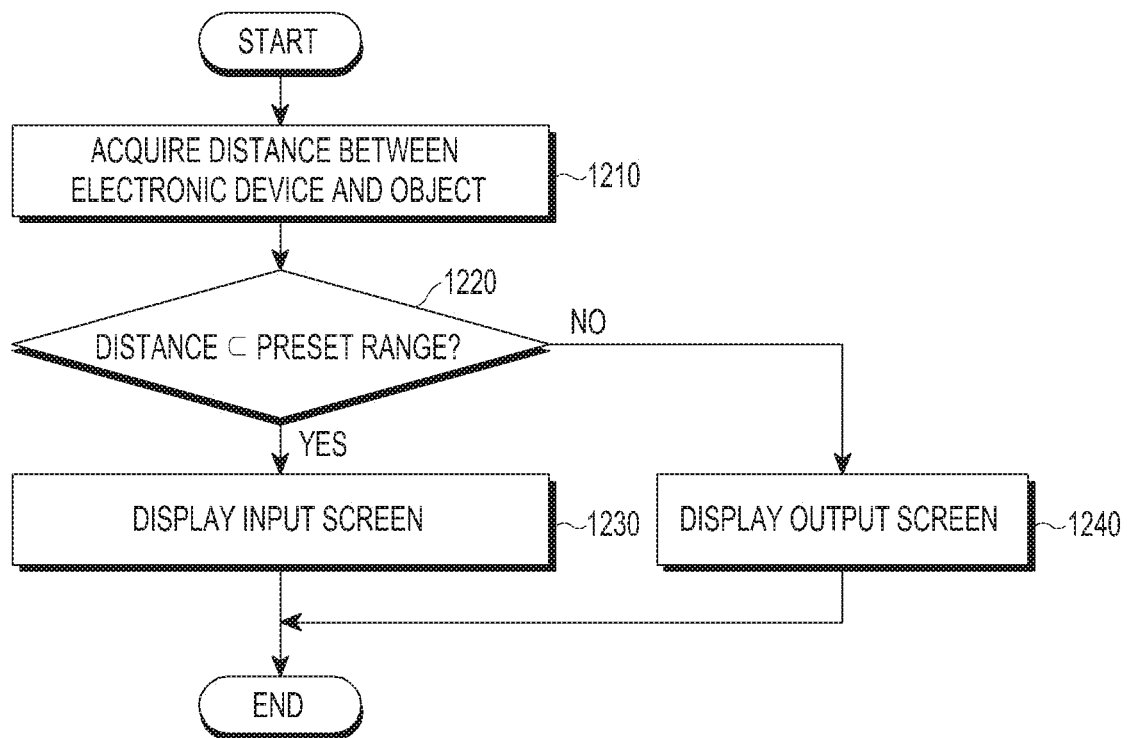 START
ACQUIRE DISTANCE BETWEEN
ELECTRONIC DEVICE AND OBJECT
1210
1220
DISTANCE ⊂ PRESET RANGE?
NO
YES
DISPLAY INPUT SCREEN
1230
DISPLAY OUTPUT SCREEN
1240
END